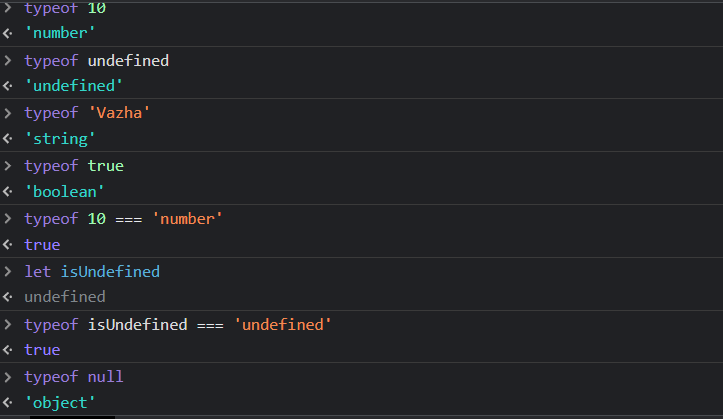 > typeof 10
'number'
> typeof undefined
'undefined'
> typeof 'Vazha'
'string'
> typeof true
'boolean'
> typeof 10 === 'number'
true
> let isUndefined
undefined
> typeof isUndefined === 'undefined'
true
> typeof null
'object'